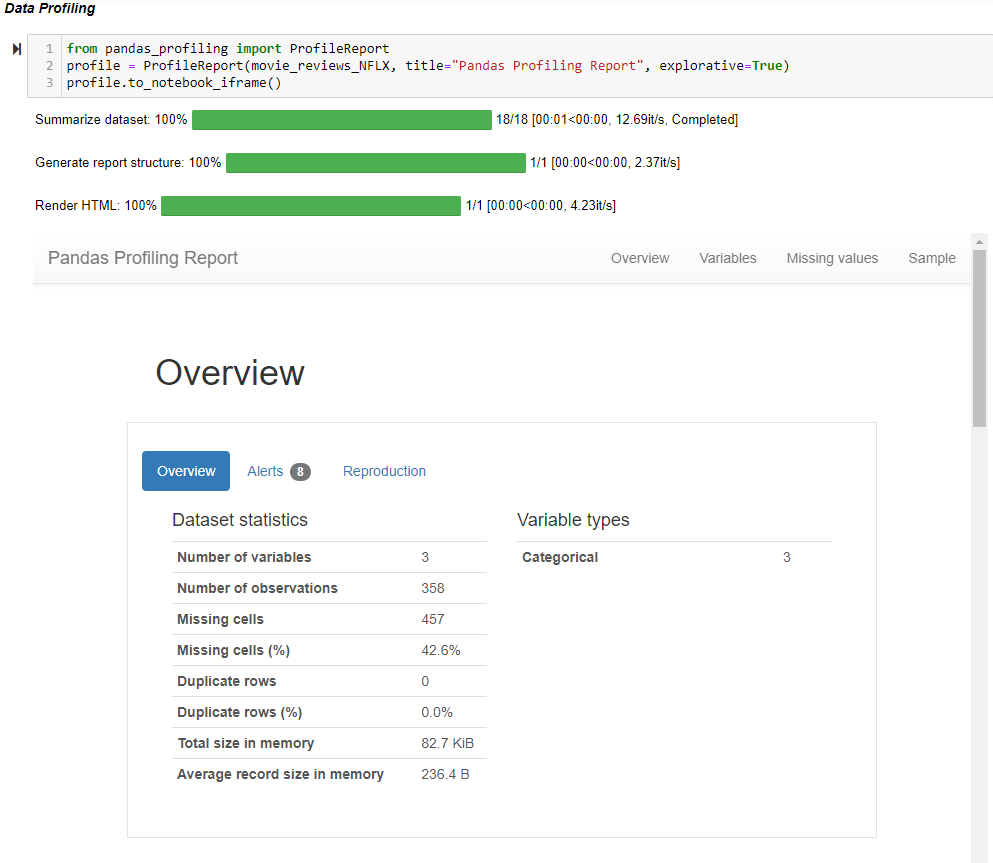 Data Profiling
1 from pandas_profiling import ProfileReport
2 profile = ProfileReport(movie_reviews_NFLX, title="Pandas Profiling Report", explorative=True)
3 profile.to_notebook_iframe()
Summarize dataset: 100% 18/18 [00:01<00:00, 12.69it/s, Completed]
Generate report structure: 100% 1/1 [00:00<00:00, 2.37it/s]
Render HTML: 100% 1/1 [00:00<00:00, 4.23it/s]
Pandas Profiling Report Overview Variables Missing values Sample
Overview
Overview Alerts 8 Reproduction
Dataset statistics
Number of variables 3
Number of observations 358
Missing cells 457
Missing cells (%) 42.6%
Duplicate rows 0
Duplicate rows (%) 0.0%
Total size in memory 82.7 KiB
Average record size in memory 236.4 B
Variable types
Categorical 3